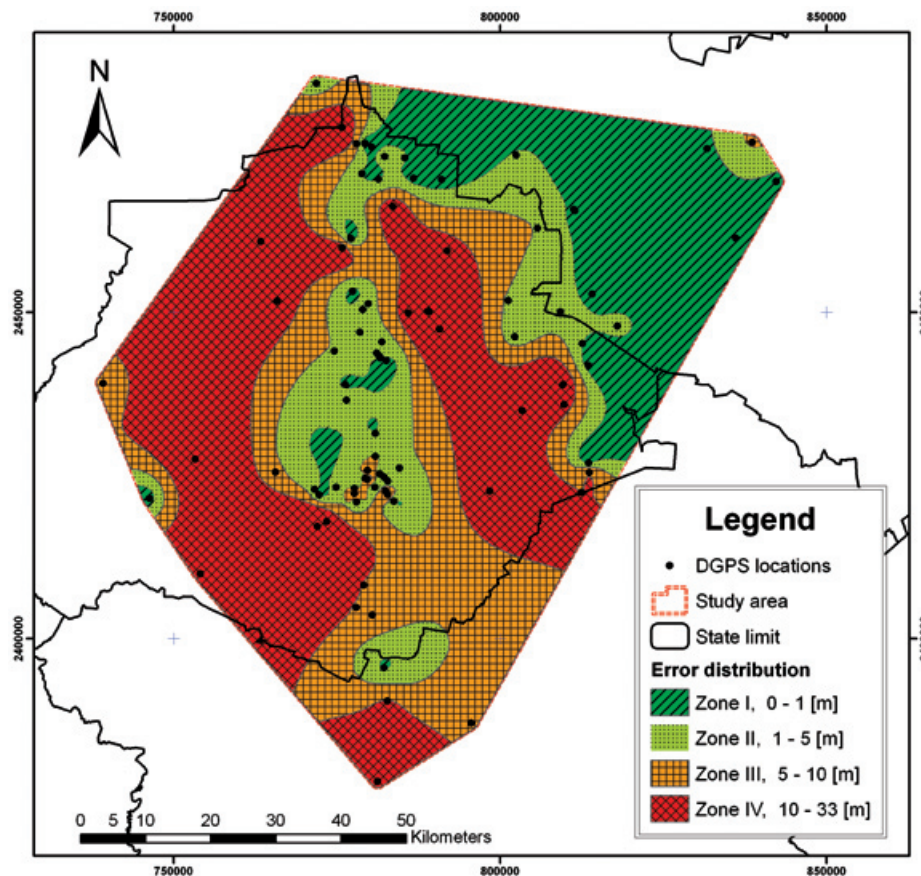 750000 800000 850000
N
2450000
2400000
Legend
DGPS locations
Study area
State limit
Error distribution
Zone I, 0 - 1 [m]
Zone II, 1 - 5 [m]
Zone III, 5 - 10 [m]
Zone IV, 10 - 33 [m]
0 5 10 20 30 40 50
Kilometers
750000 800000 850000